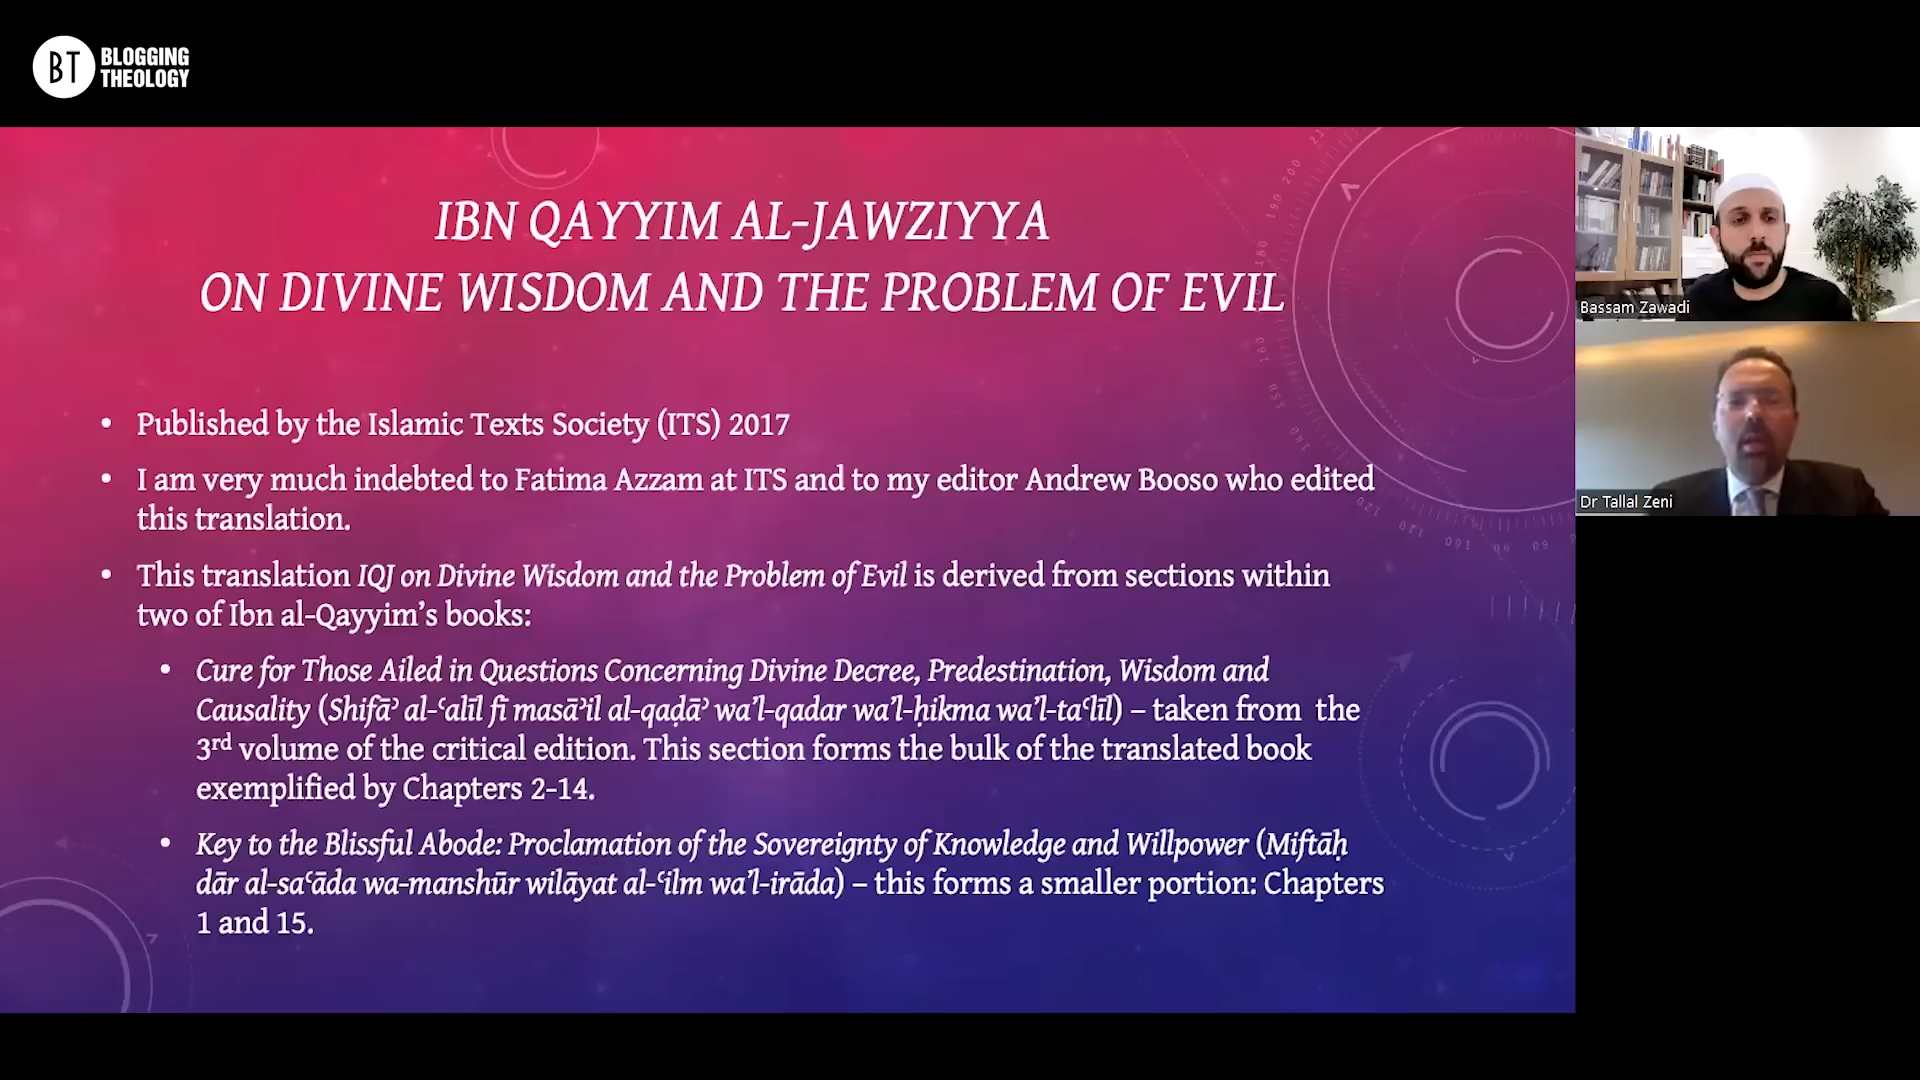 BT BLOGGING
THEOLOGY
IBN QAYYIM AL-JAWZIYYA
ON DIVINE WISDOM AND THE PROBLEM OF EVIL
• Published by the Islamic Texts Society (ITS) 2017
• I am very much indebted to Fatima Azzam at ITS and to my editor Andrew Booso who edited
this translation.
• This translation IQJ on Divine Wisdom and the Problem of Evil is derived from sections within
two of Ibn al-Qayyim’s books:
• Cure for Those Ailed in Questions Concerning Divine Decree, Predestination, Wisdom and
Causality (Shifāʾ al-ʿalīl fī masāʾil al-qaḍāʾ wa’l-qadar wa’l-ḥikma wa’l-taʿlīl) – taken from the
3rd volume of the critical edition. This section forms the bulk of the translated book
exemplified by Chapters 2-14.
• Key to the Blissful Abode: Proclamation of the Sovereignty of Knowledge and Willpower (Miftāḥ
dār al-saʿāda wa-manshūr wilāyat al-ʿilm wa’l-irāda) – this forms a smaller portion: Chapters
1 and 15.
Bassam Zawadi
Dr Tallal Zeni